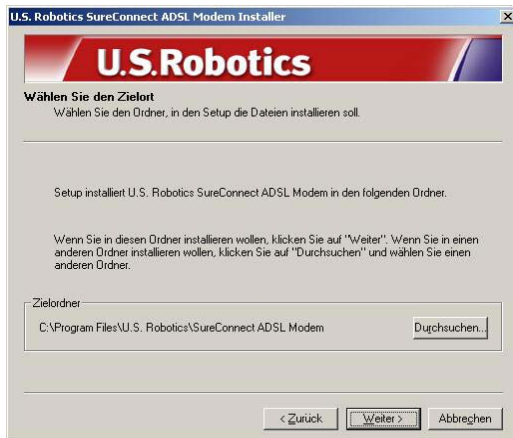 U.S. Robotics SureConnect ADSL Modem Installer
U.S.Robotics
Wählen Sie den Zielort
Wählen Sie den Ordner, in den Setup die Dateien installieren soll.
Setup installiert U.S. Robotics SureConnect ADSL Modem in den folgenden Ordner.
Wenn Sie in diesen Ordner installieren wollen, klicken Sie auf "Weiter". Wenn Sie in einen
anderen Ordner installieren wollen, klicken Sie auf "Durchsuchen" und wählen Sie einen
anderen Ordner.
Zielordner
C:\Program Files\U.S. Robotics\SureConnect ADSL Modem
Durchsuchen...
< Zurück
Weiter >
Abbrechen